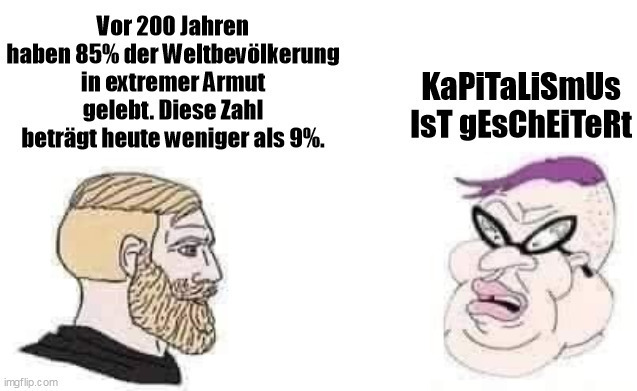 Vor 200 Jahren
haben 85% der Weltbevölkerung
in extremer Armut
gelebt. Diese Zahl
beträgt heute weniger als 9%.
KaPiTaLiSmUs
IsT gEsChEiTeRt
imgflip.com